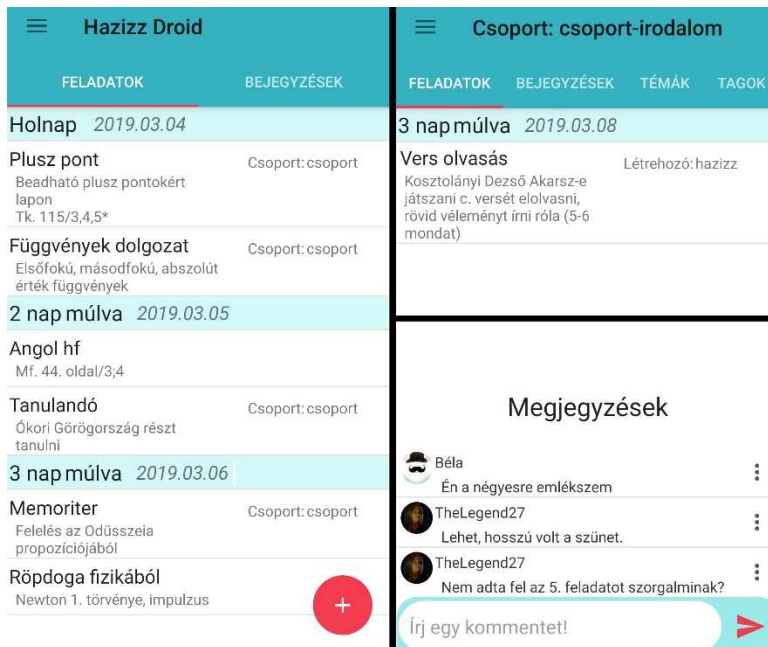 Hazizz Droid
FELADATOK BEJEGYZÉSEK
Holnap 2019.03.04
Plusz pont Csoport: csoport
Beadható plusz pontokért
lapon
Tk. 115/3,4,5*
Függvények dolgozat Csoport: csoport
Elsőfokú, másodfokú, abszolút
érték függvények
2 nap múlva 2019.03.05
Angol hf
Mf. 44. oldal/3;4
Tanulandó Csoport: csoport
Ókori Görögország részt
tanulni
3 nap múlva 2019.03.06
Memoriter Csoport: csoport
Felelés az Odüsszeia
propozíciójából
Röpdoga fizikából
Newton 1. törvénye, impulzus
+
Csoport: csoport-irodalom
FELADATOK BEJEGYZÉSEK TÉMÁK TAGOK
3 nap múlva 2019.03.08
Vers olvasás Létrehozó: hazizz
Kosztolányi Dezső Akarsz-e
játszani c. versét elolvasni,
rövid véleményt írni róla (5-6
mondat)
Megjegyzések
Béla
Én a négyesre emlékszem
TheLegend27
Lehet, hosszú volt a szünet.
TheLegend27
Nem adta fel az 5. feladatot szorgalminak?
Írj egy kommentet!